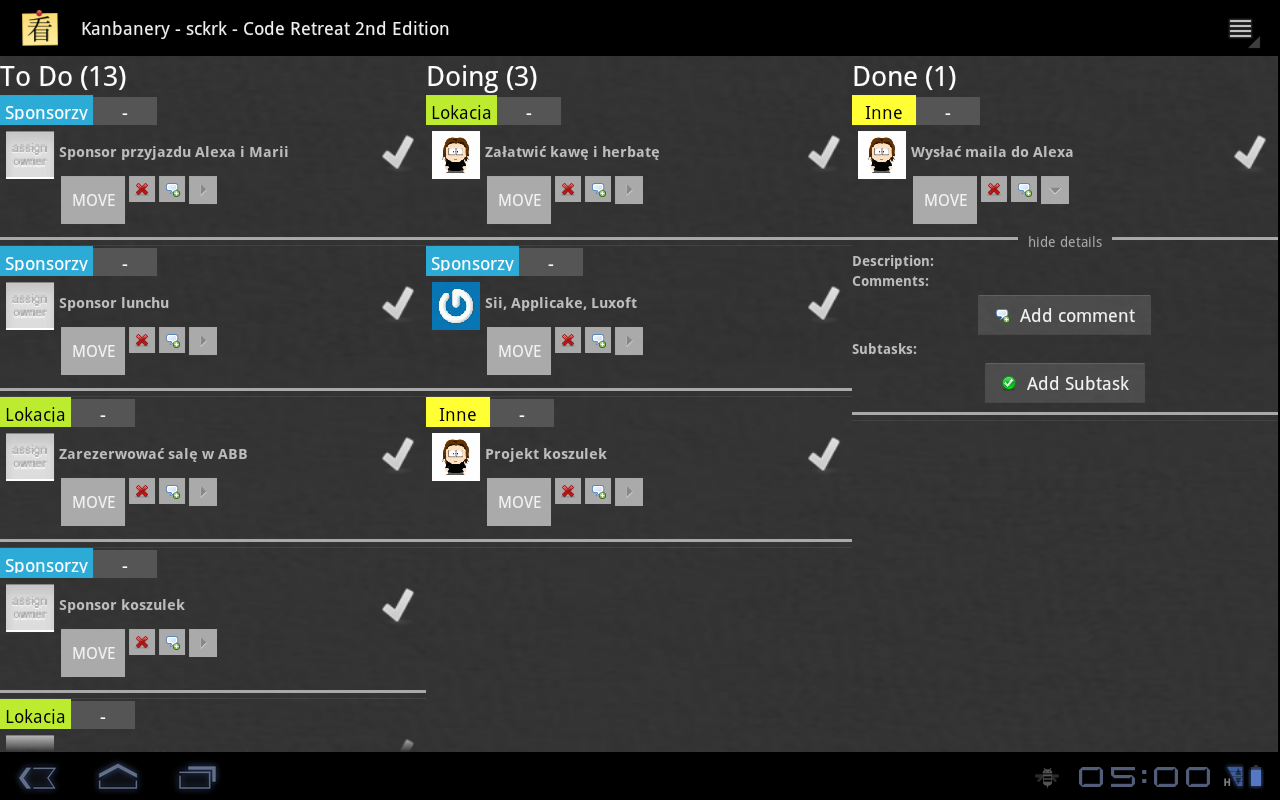 Kanbanery - sckrk - Code Retreat 2nd Edition
To Do (13)
Sponsorzy -
assign owner
Sponsor przyjazdu Alexa i Marii
MOVE
Sponsorzy -
assign owner
Sponsor lunchu
MOVE
Lokacja -
assign owner
Zarezerwować salę w ABB
MOVE
Sponsorzy -
assign owner
Sponsor koszulek
MOVE
Lokacja -
Doing (3)
Lokacja -
Załatwić kawę i herbatę
MOVE
Sponsorzy -
Sii, Applicake, Luxoft
MOVE
Inne -
Projekt koszulek
MOVE
Done (1)
Inne -
Wysłać maila do Alexa
MOVE
hide details
Description:
Comments:
Add comment
Subtasks:
Add Subtask
看
05:00
H